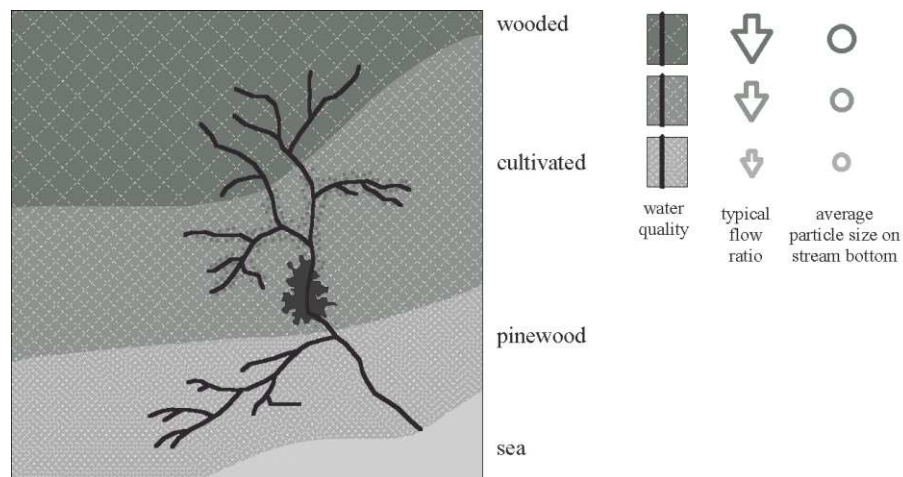 wooded
cultivated
pinewood
sea
water
quality
typical
flow
ratio
average
particle size on
stream bottom